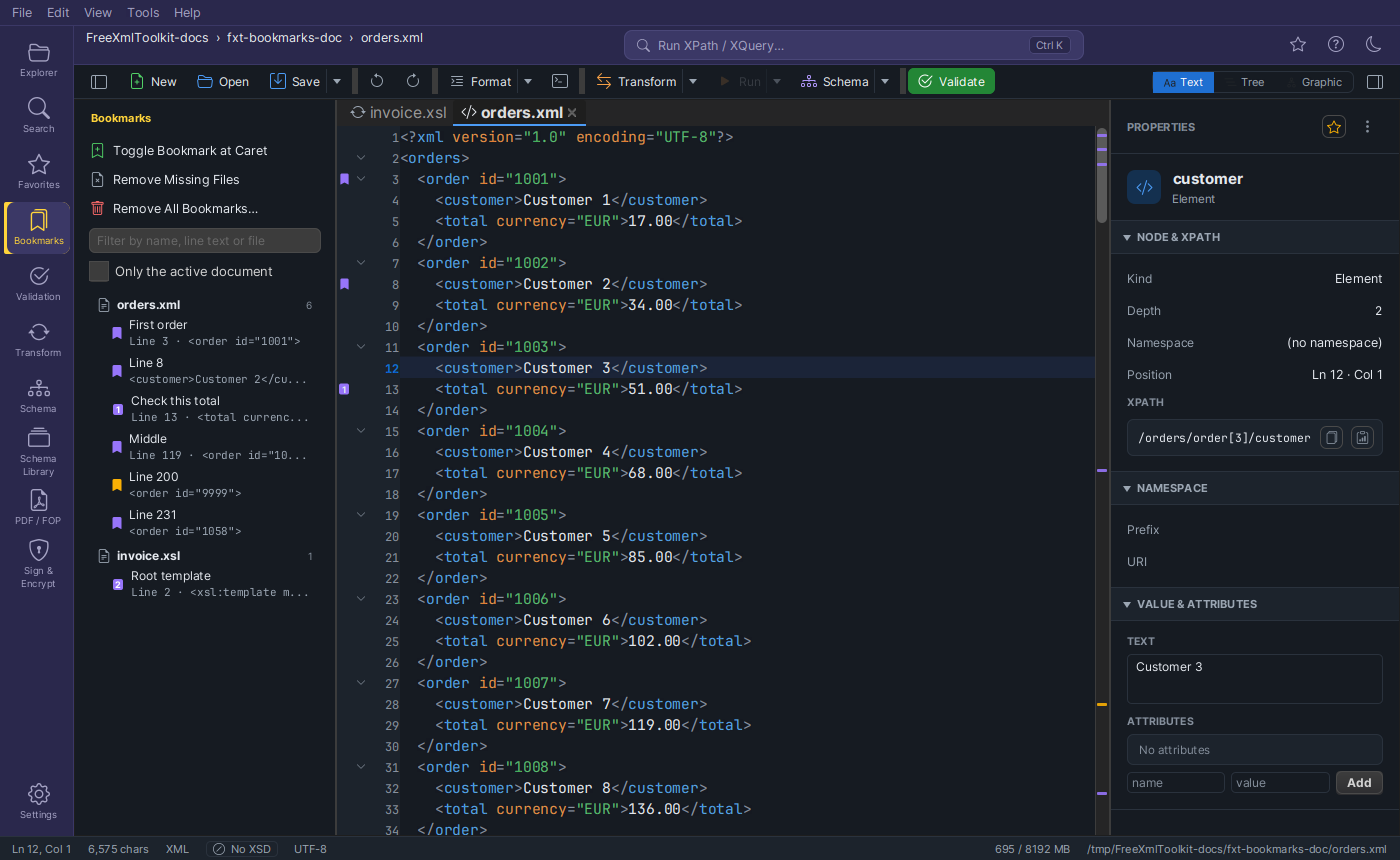 File Edit View Tools Help
FreeXmlToolkit-docs › fxt-bookmarks-doc › orders.xml
Run XPath / XQuery... Ctrl K
New Open Save Format Transform Run Schema Validate
Aa Text Tree Graphic
Explorer
Search
Favorites
Bookmarks
Validation
Transform
Schema
Schema
Library
PDF / FOP
Sign &
Encrypt
Settings
Bookmarks
Toggle Bookmark at Caret
Remove Missing Files
Remove All Bookmarks...
Filter by name, line text or file
Only the active document
orders.xml 6
First order
Line 3 · <order id="1001">
Line 8
<customer>Customer 2</cu...
1 Check this total
Line 13 · <total currenc...
Middle
Line 119 · <order id="10...
Line 200
<order id="9999">
Line 231
<order id="1058">
invoice.xsl 1
2 Root template
Line 2 · <xsl:template m...
invoice.xsl </> orders.xml ×
1 <?xml version="1.0" encoding="UTF-8"?>
2 <orders>
3 <order id="1001">
4 <customer>Customer 1</customer>
5 <total currency="EUR">17.00</total>
6 </order>
7 <order id="1002">
8 <customer>Customer 2</customer>
9 <total currency="EUR">34.00</total>
10 </order>
11 <order id="1003">
12 <customer>Customer 3</customer>
1 13 <total currency="EUR">51.00</total>
14 </order>
15 <order id="1004">
16 <customer>Customer 4</customer>
17 <total currency="EUR">68.00</total>
18 </order>
19 <order id="1005">
20 <customer>Customer 5</customer>
21 <total currency="EUR">85.00</total>
22 </order>
23 <order id="1006">
24 <customer>Customer 6</customer>
25 <total currency="EUR">102.00</total>
26 </order>
27 <order id="1007">
28 <customer>Customer 7</customer>
29 <total currency="EUR">119.00</total>
30 </order>
31 <order id="1008">
32 <customer>Customer 8</customer>
33 <total currency="EUR">136.00</total>
34 </order>
PROPERTIES
</> customer
Element
NODE & XPATH
Kind Element
Depth 2
Namespace (no namespace)
Position Ln 12 · Col 1
XPATH
/orders/order[3]/customer
NAMESPACE
Prefix
URI
VALUE & ATTRIBUTES
TEXT
Customer 3
ATTRIBUTES
No attributes
name value Add
Ln 12, Col 1 6,575 chars XML No XSD UTF-8 695 / 8192 MB /tmp/FreeXmlToolkit-docs/fxt-bookmarks-doc/orders.xml